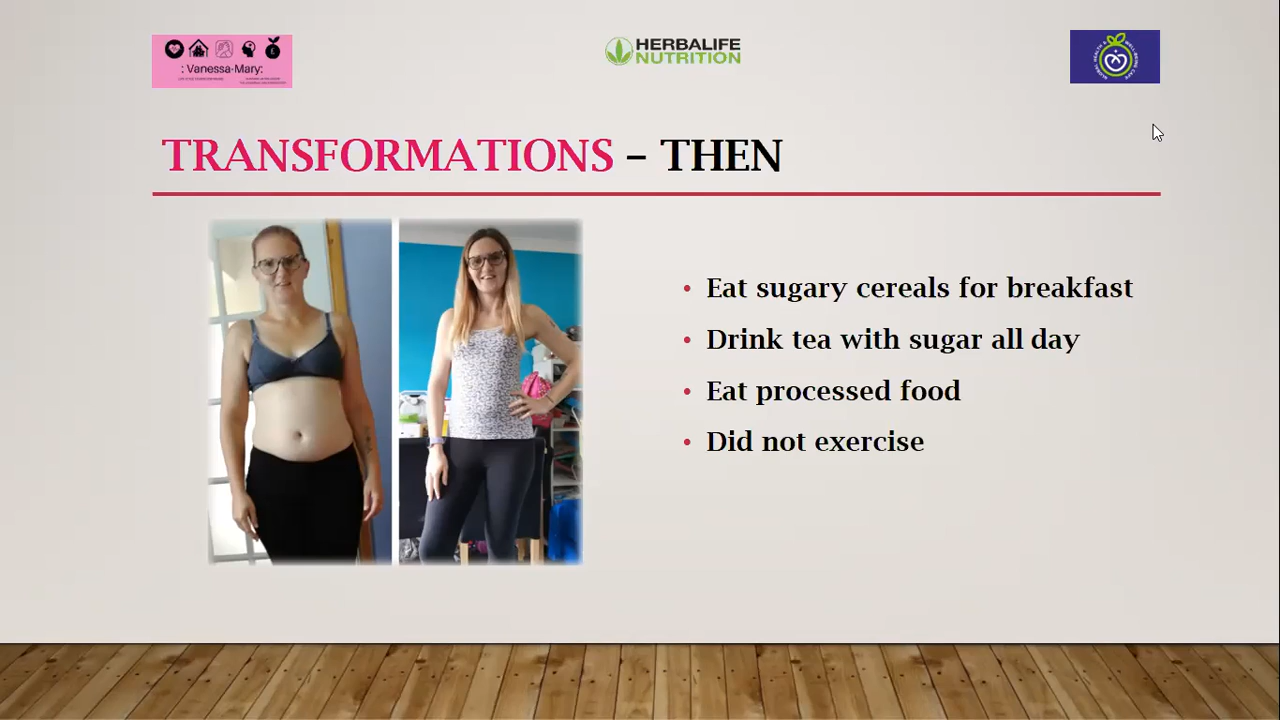 : Vanessa-Mary:
HERBALIFE
NUTRITION
TRANSFORMATIONS – THEN
• Eat sugary cereals for breakfast
• Drink tea with sugar all day
• Eat processed food
• Did not exercise